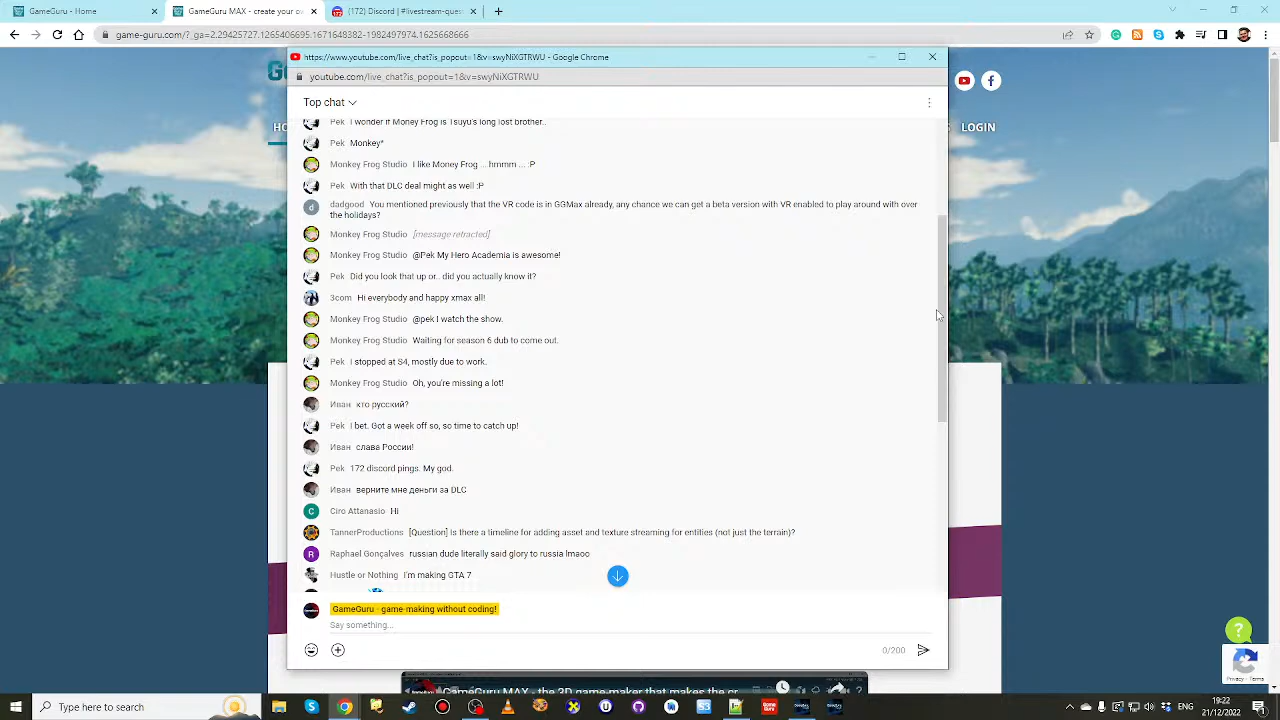 GameGuru - Home
GameGuru MAX - create your o
(172) Discord | #livestream-ques
game-guru.com/?_ga=2.29425727.1265406695.1671648382-1982497974.1625668666
https://www.youtube.com/live_chat?is_popout=1&v=swyNiXGTRWU - Google Chrome
youtube.com/live_chat?is_popout=1&v=swyNiXGTRWU
Top chat
HO
LOGIN
Pek I wonder if Money Frog is Tsuyu's long lost brother..
Pek Monkey*
Monkey Frog Studio I like Money Frog ... hmmm ... :P
Pek With that DLC deal might as well :P
dadgood You mentioned previously that the VR code is in GGMax already, any chance we can get a beta version with VR enabled to play around with over
the holidays?
Monkey Frog Studio [message retracted]
Monkey Frog Studio @Pek My Hero Academia is awesome!
Pek Did you look that up or.. did you actually know it?
3com Hi everybody and happy xmax all!
Monkey Frog Studio @pek I watch the show.
Monkey Frog Studio Waiting for season 6 dub to come out.
Pek I stopped at S4, mostly due to work.
Monkey Frog Studio Oh, you're missing a lot!
Иван кто русский?
Pek I bet. Got a week off so, so time to catch up!
Иван слава России!
Pek 172 discord pings. My god.
Иван верните мне деньги за DLC
Ciro Attanasio Hi
TannerProductions [Question] Is there a timeline for adding asset and texture streaming for entities (not just the terrain)?
Raphael Gonçalves russian dude literally said glory to russia lmaoo
Hustle or Nothing I'm making GTA 7
GameGuru - game-making without coding!
Say something...
0/200
Privacy - Terms
Type here to search
19:22
21/12/2022